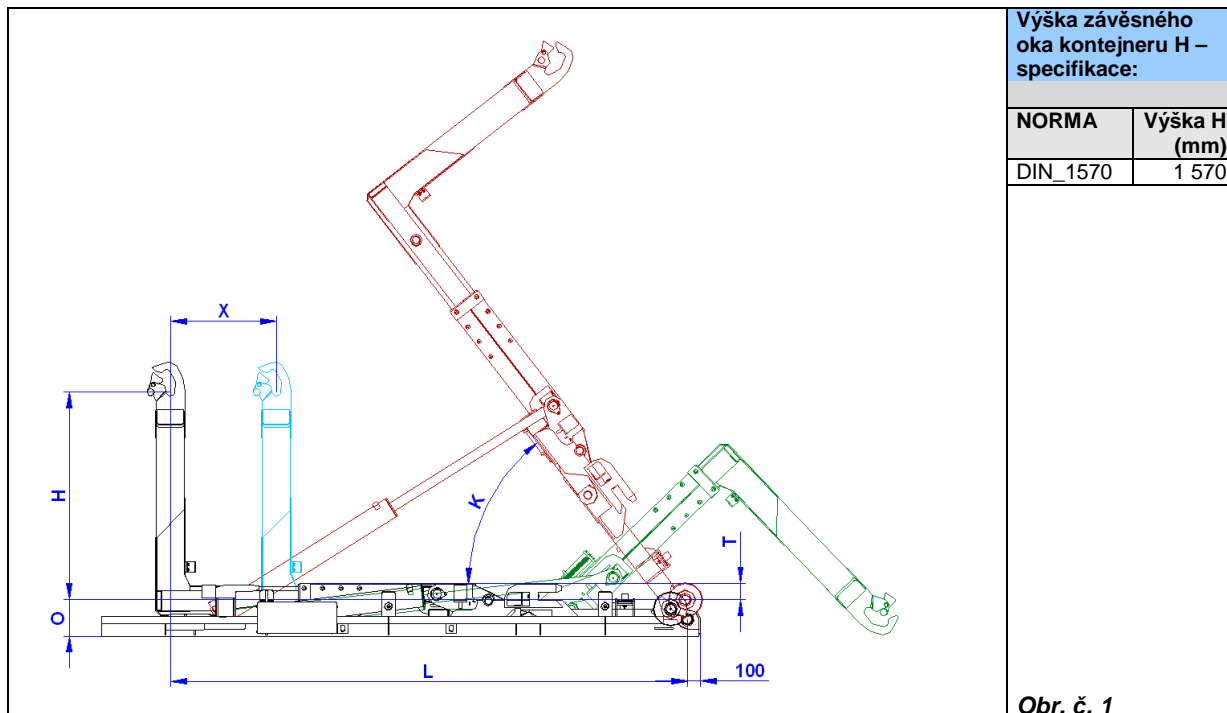 Výška závěsného
oka kontejneru H –
specifikace:
NORMA
Výška H
(mm)
DIN_1570
1 570
X
H
K
T
O
L
100
Obr. č. 1